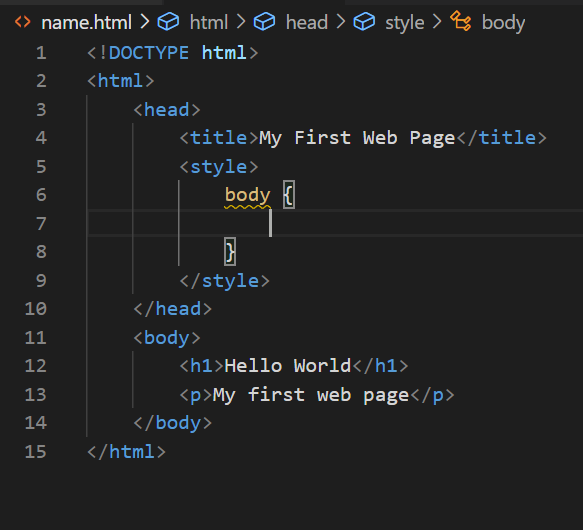 name.html > html > head > style > body
1 <!DOCTYPE html>
2 <html>
3     <head>
4         <title>My First Web Page</title>
5         <style>
6             body {
7
8             }
9         </style>
10     </head>
11     <body>
12         <h1>Hello World</h1>
13         <p>My first web page</p>
14     </body>
15 </html>